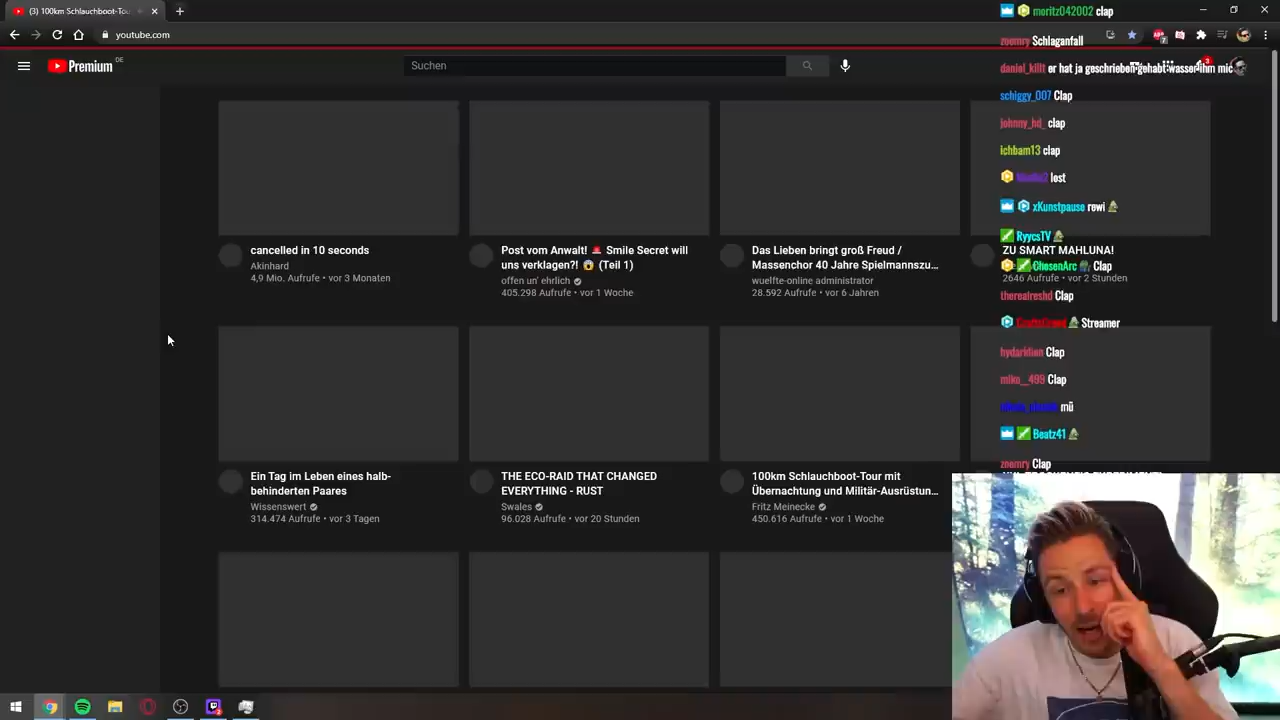 (3) 100km Schlauchboot-Tou
youtube.com
Premium DE
Suchen
3
cancelled in 10 seconds
Akinhard
4,9 Mio. Aufrufe • vor 3 Monaten
Post vom Anwalt! 🚨 Smile Secret will
uns verklagen?! 😱 (Teil 1)
offen un' ehrlich
405.298 Aufrufe • vor 1 Woche
Das Lieben bringt groß Freud /
Massenchor 40 Jahre Spielmannszu...
wuelfte-online administrator
28.592 Aufrufe • vor 6 Jahren
ZU SMART MAHLUNA!
2646 Aufrufe • vor 2 Stunden
Ein Tag im Leben eines halb-
behinderten Paares
Wissenswert
314.474 Aufrufe • vor 3 Tagen
THE ECO-RAID THAT CHANGED
EVERYTHING - RUST
Swales
96.028 Aufrufe • vor 20 Stunden
100km Schlauchboot-Tour mit
Übernachtung und Militär-Ausrüstun...
Fritz Meinecke
450.616 Aufrufe • vor 1 Woche
moritz042002 clap
zoemry Schlaganfall
daniel_killt er hat ja geschrieben gehabt wasser ihm mic
schiggy_007 Clap
johnny_hd_ clap
ichbam13 clap
lost
xKunstpause rewi
RyycsTV
ChosenArc Clap
therealreshd Clap
Streamer
hydaridian Clap
miko__499 Clap
mü
Beatz41
zoemry Clap